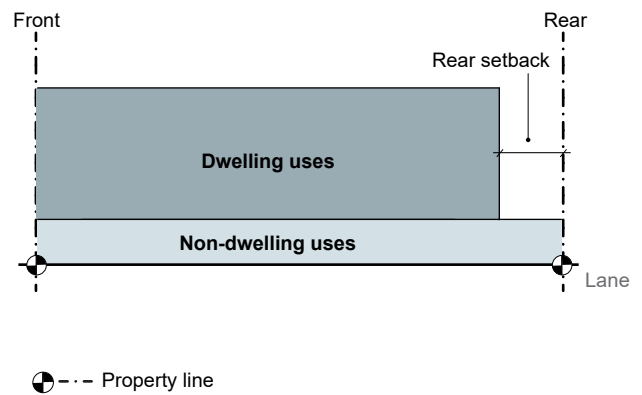 Front
Rear
Rear setback
Dwelling uses
Non-dwelling uses
Lane
Property line